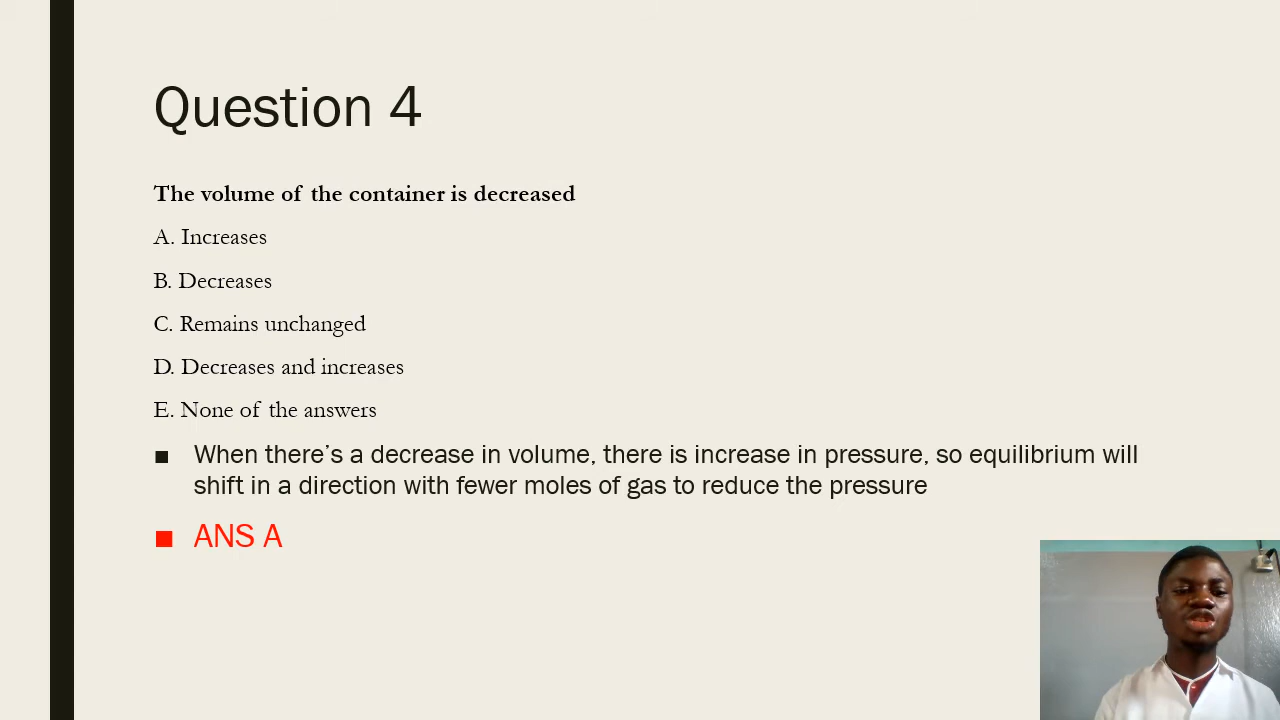 Question 4
The volume of the container is decreased
A. Increases
B. Decreases
C. Remains unchanged
D. Decreases and increases
E. None of the answers
■ When there’s a decrease in volume, there is increase in pressure, so equilibrium will
shift in a direction with fewer moles of gas to reduce the pressure
■ ANS A